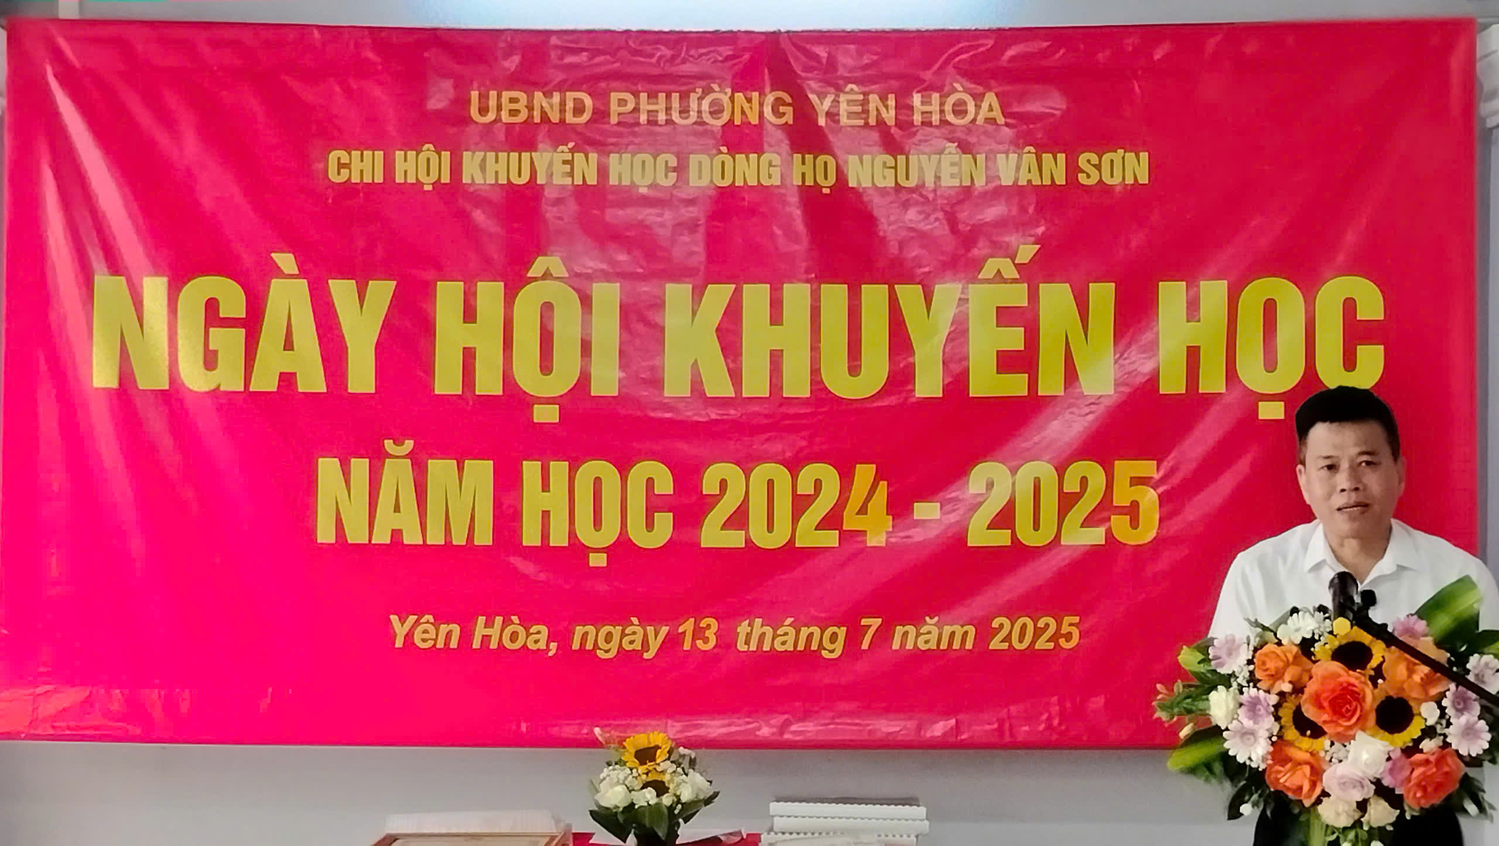 UBND PHƯỜNG YÊN HÒA
CHI HỘI KHUYẾN HỌC DÒNG HỌ NGUYỄN VÂN SƠN
NGÀY HỘI KHUYẾN HỌC
NĂM HỌC 2024 - 2025
Yên Hòa, ngày 13 tháng 7 năm 2025